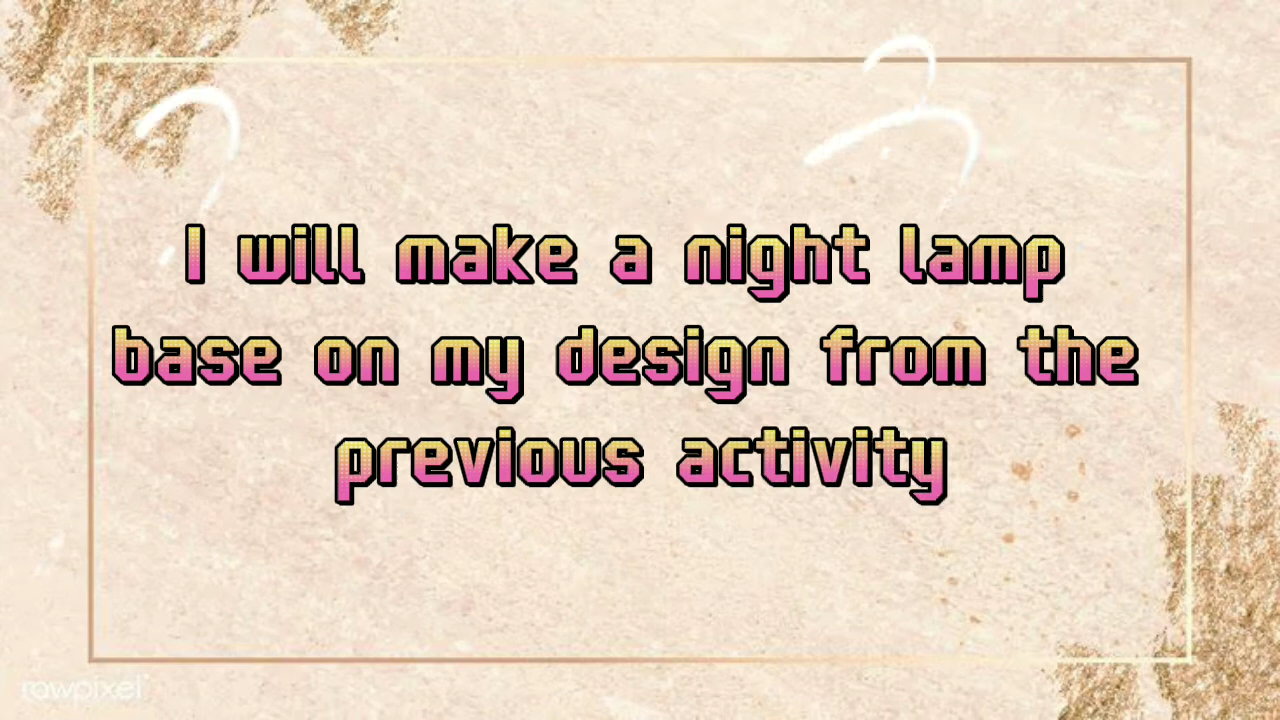 I will make a night lamp
base on my design from the
previous activity
rawpixel